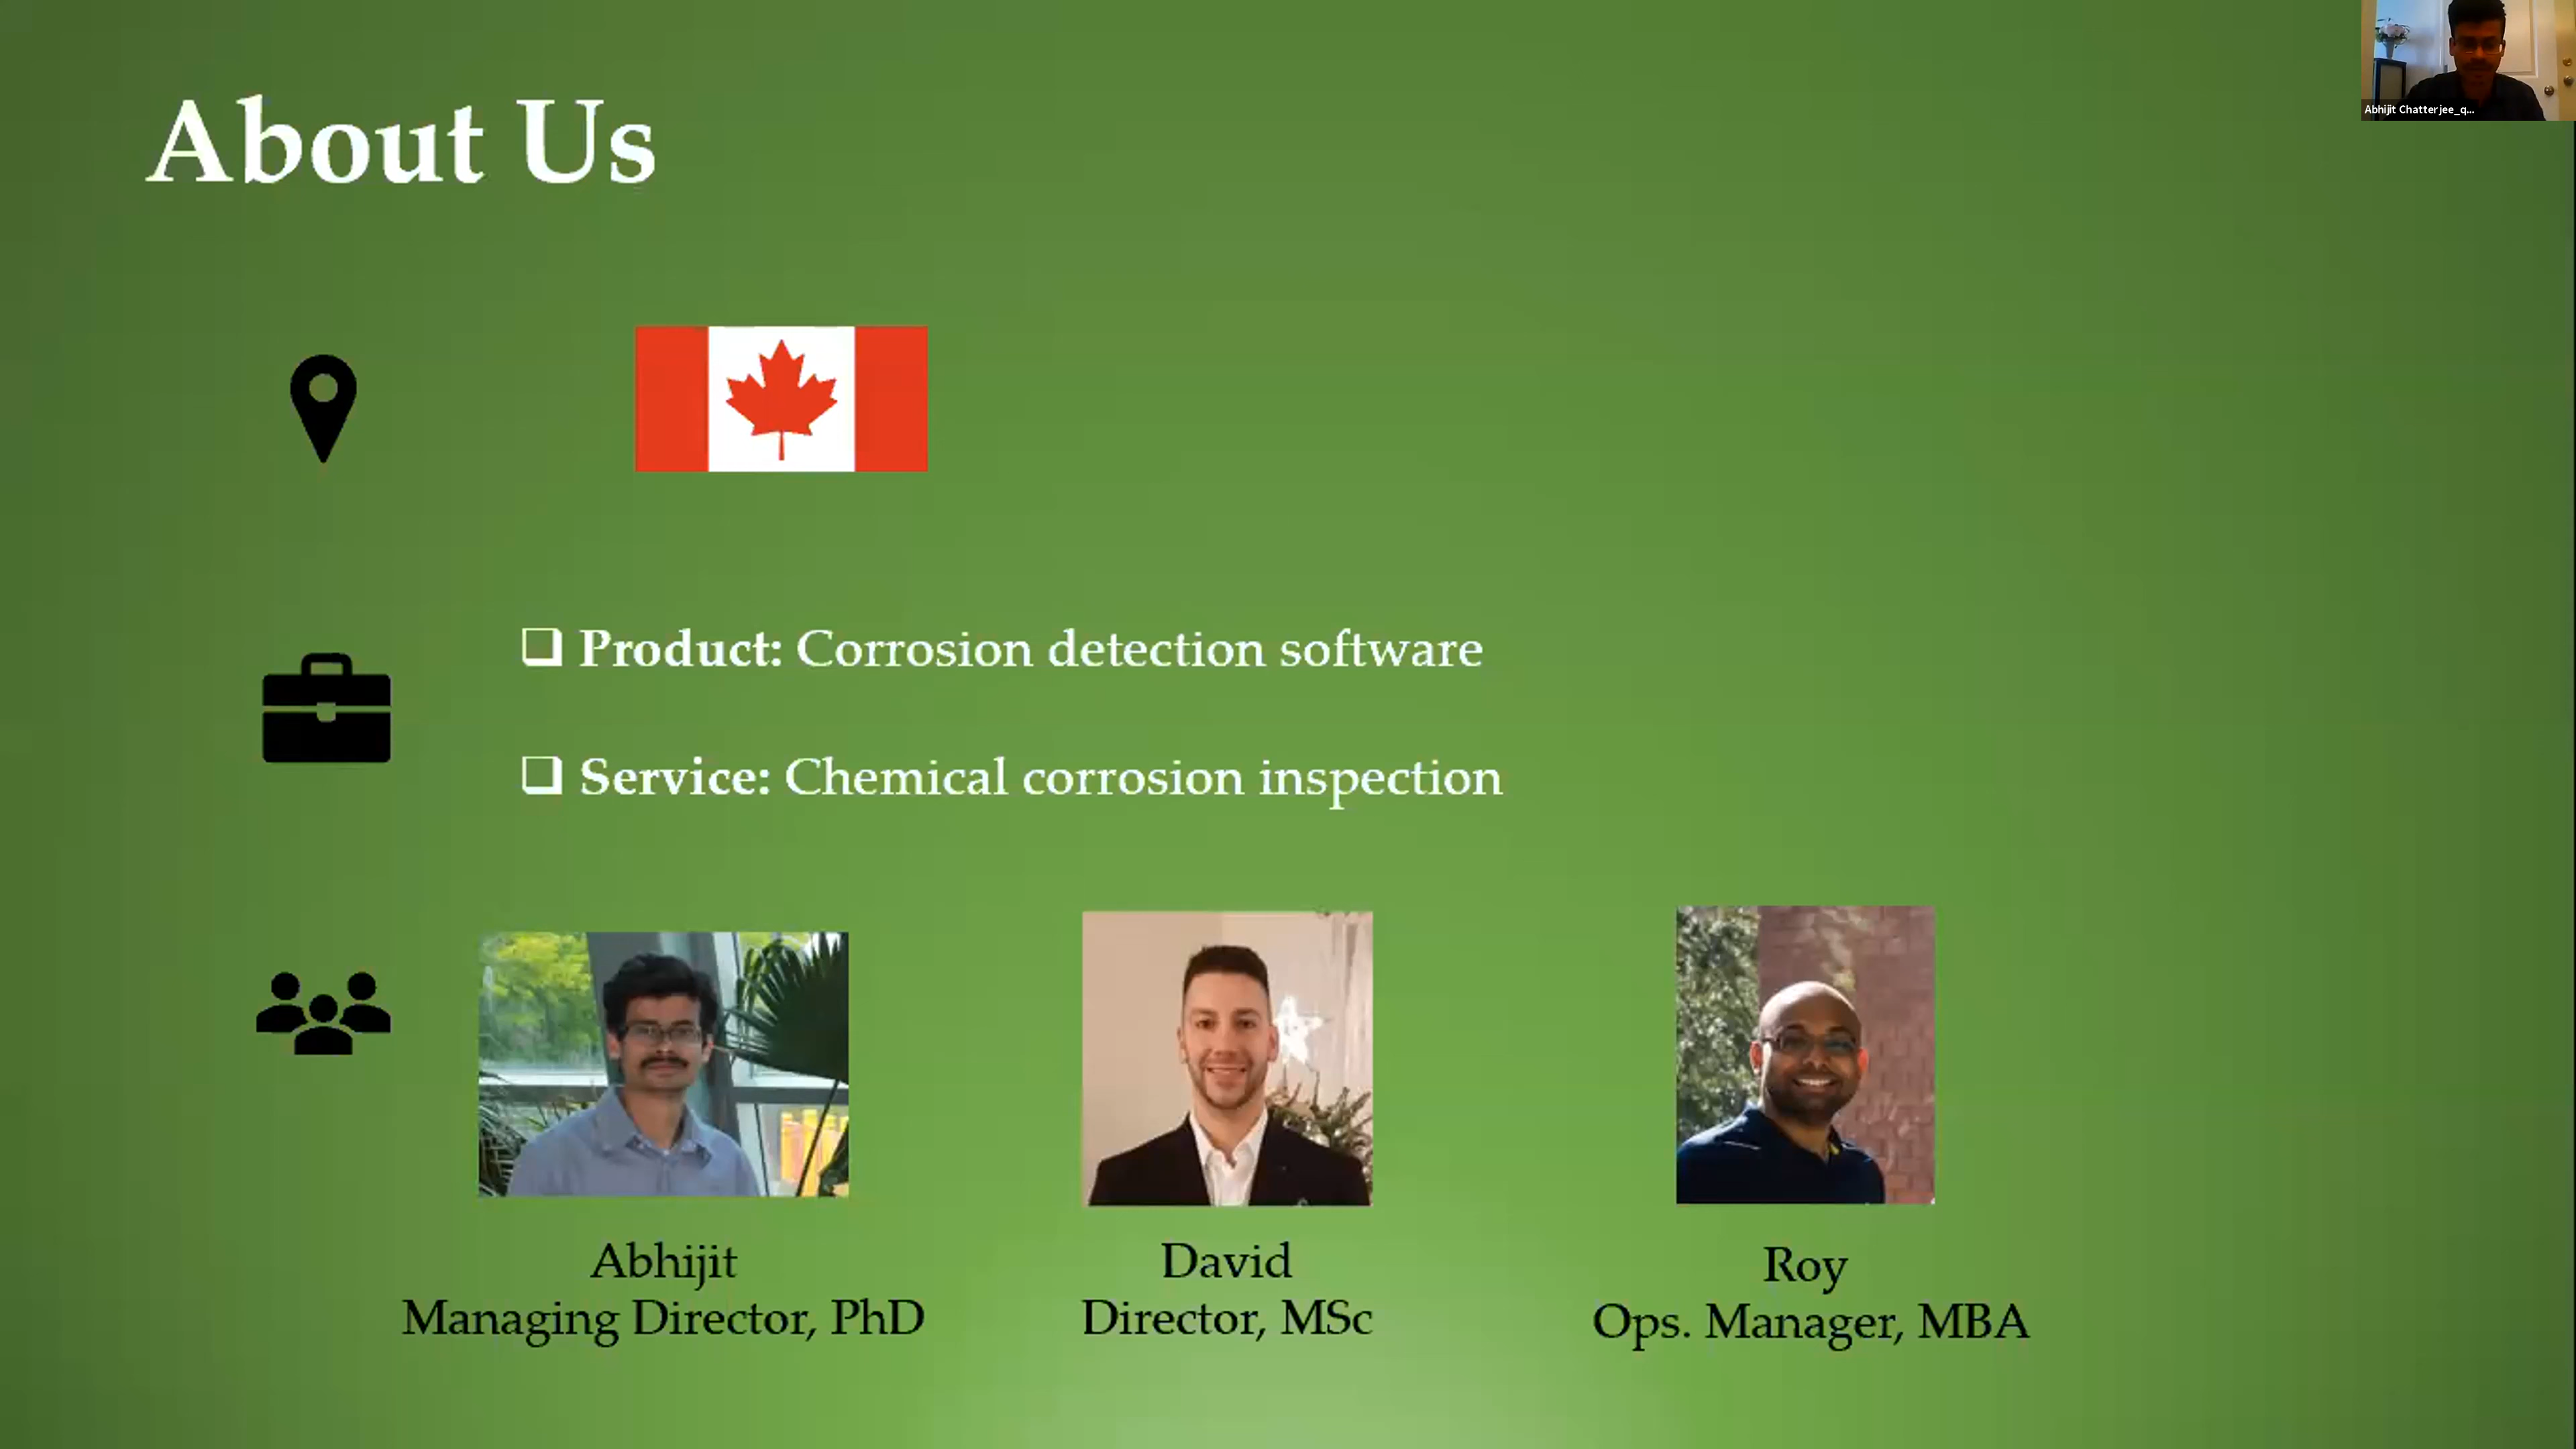 Abhijit Chatterjee_q...
About Us
Product: Corrosion detection software
Service: Chemical corrosion inspection
Abhijit
Managing Director, PhD
David
Director, MSc
Roy
Ops. Manager, MBA